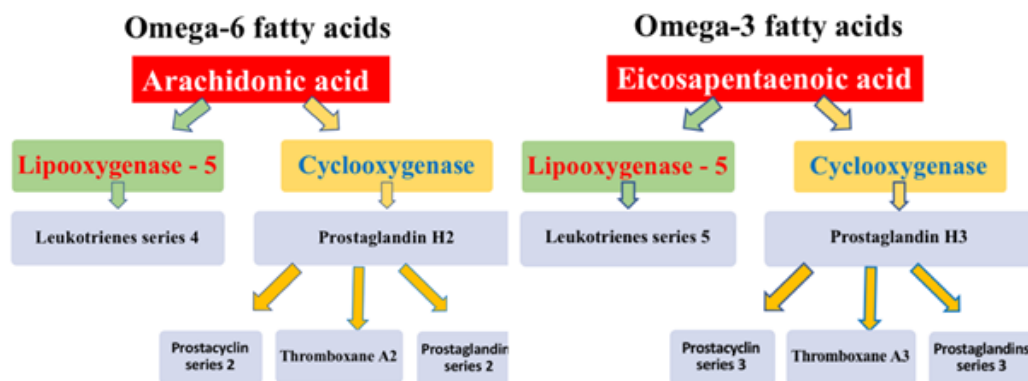 Omega-6 fatty acids
Arachidonic acid
Lipooxygenase - 5
Cyclooxygenase
Leukotrienes series 4
Prostaglandin H2
Prostacyclin
series 2
Thromboxane A2
Prostaglandins
series 2
Omega-3 fatty acids
Eicosapentaenoic acid
Lipooxygenase - 5
Cyclooxygenase
Leukotrienes series 5
Prostaglandin H3
Prostacyclin
series 3
Thromboxane A3
Prostaglandins
series 3